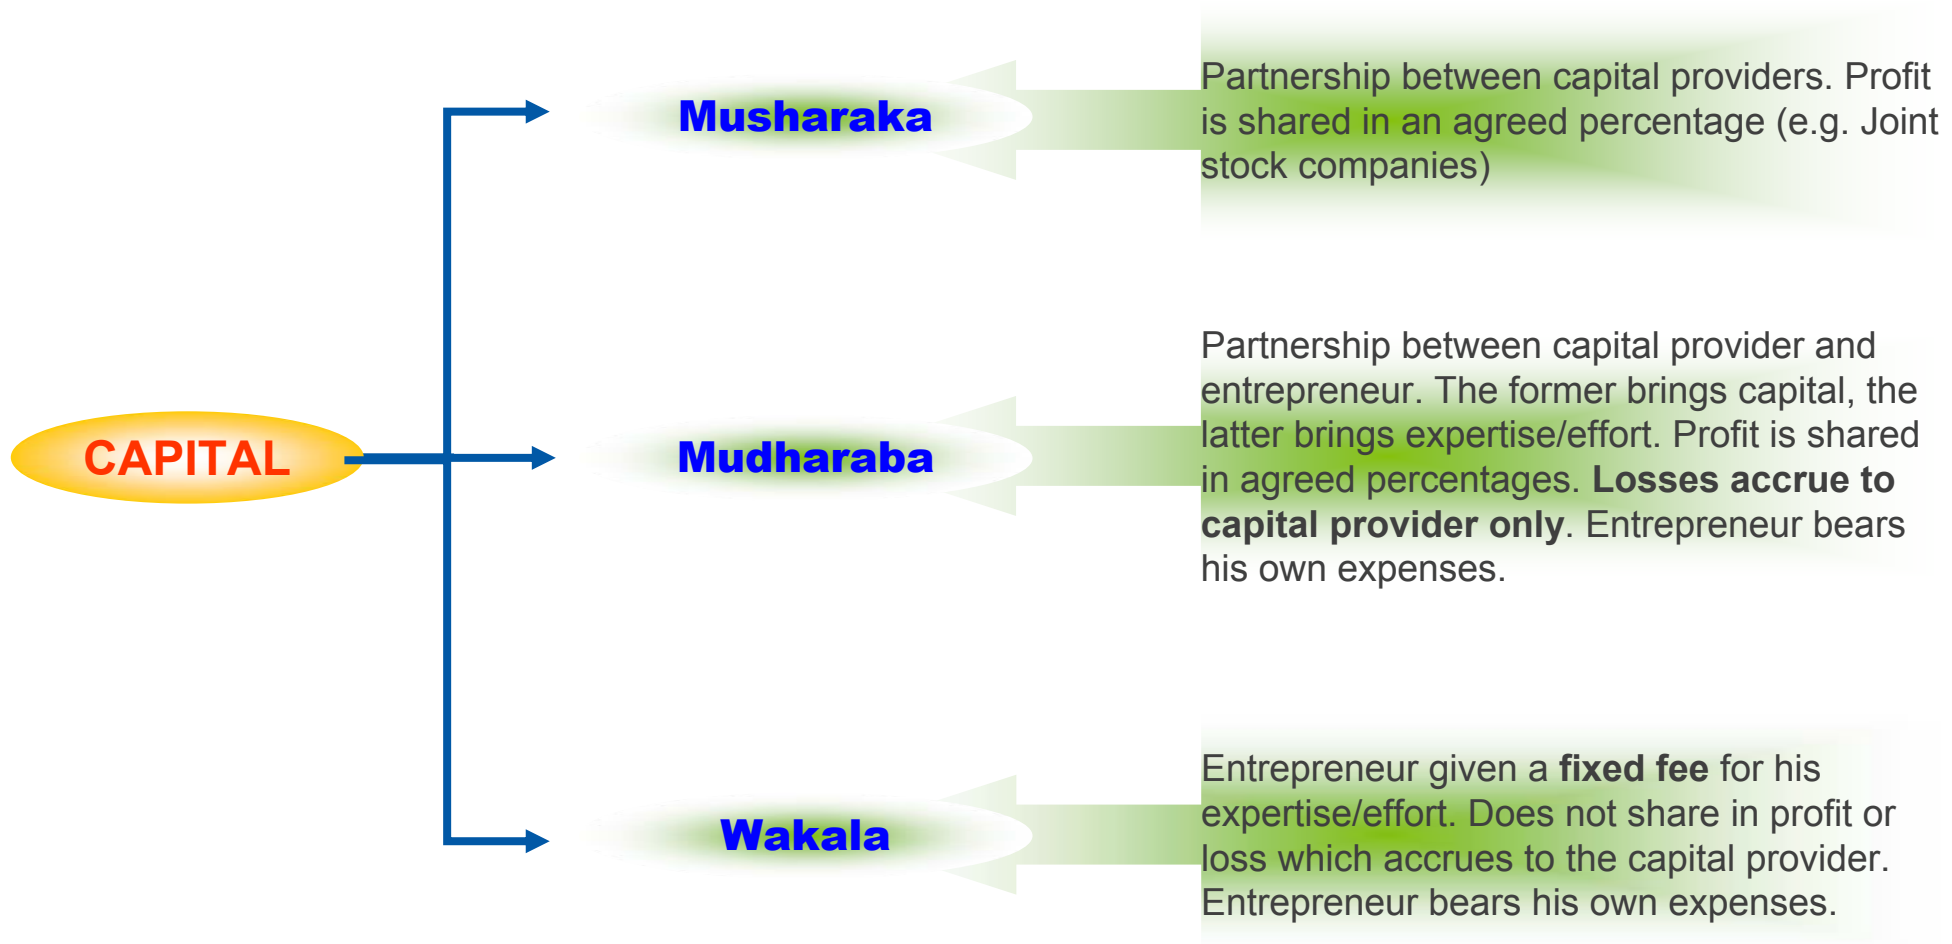 Musharaka
Partnership between capital providers. Profit
is shared in an agreed percentage (e.g. Joint
stock companies)
CAPITAL
Mudharaba
Partnership between capital provider and
entrepreneur. The former brings capital, the
latter brings expertise/effort. Profit is shared
in agreed percentages. Losses accrue to
capital provider only. Entrepreneur bears
his own expenses.
Wakala
Entrepreneur given a fixed fee for his
expertise/effort. Does not share in profit or
loss which accrues to the capital provider.
Entrepreneur bears his own expenses.